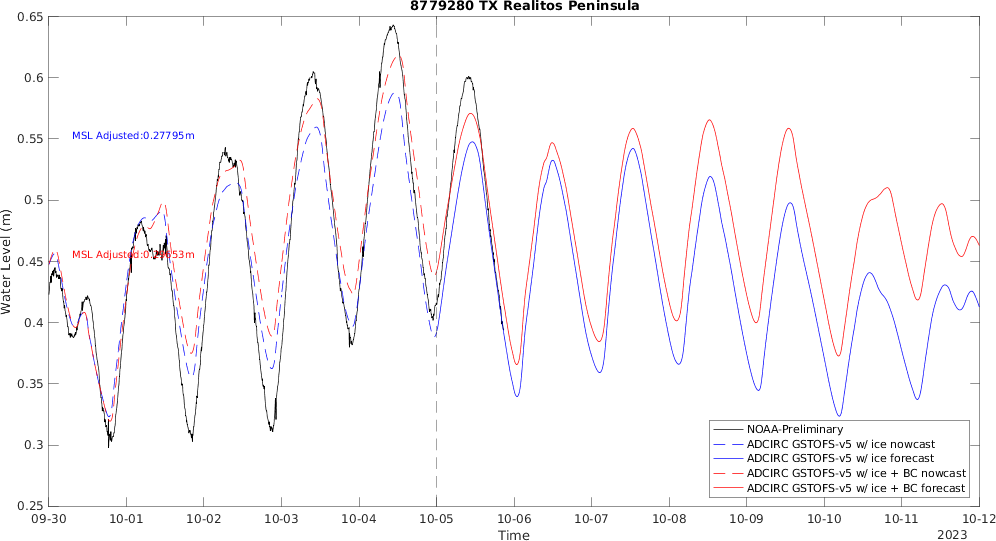 8779280 TX Realitos Peninsula
0.65
0.6
0.55
0.5
0.45
0.4
0.35
0.3
0.25
Water Level (m)
MSL Adjusted:0.27795m
MSL Adjusted:
09-30 10-01 10-02 10-03 10-04 10-05 10-06 10-07 10-08 10-09 10-10 10-11 10-12
Time
2023
NOAA-Preliminary
ADCIRC GSTOFS-v5 w/ ice nowcast
ADCIRC GSTOFS-v5 w/ ice forecast
ADCIRC GSTOFS-v5 w/ ice + BC nowcast
ADCIRC GSTOFS-v5 w/ ice + BC forecast